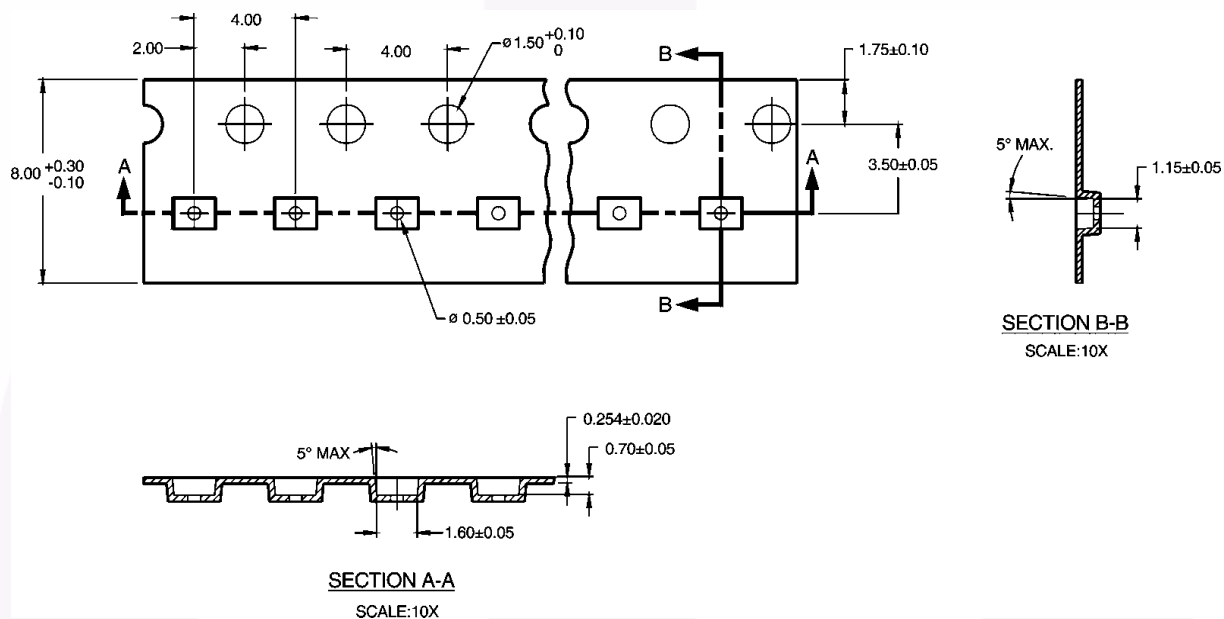 4.00
2.00
4.00
ø1.50 +0.10
0
B
1.75±0.10
8.00 +0.30
-0.10
A
A
3.50±0.05
5° MAX.
1.15±0.05
B
ø 0.50 ±0.05
SECTION B-B
SCALE:10X
0.254±0.020
5° MAX
0.70±0.05
1.60±0.05
SECTION A-A
SCALE:10X